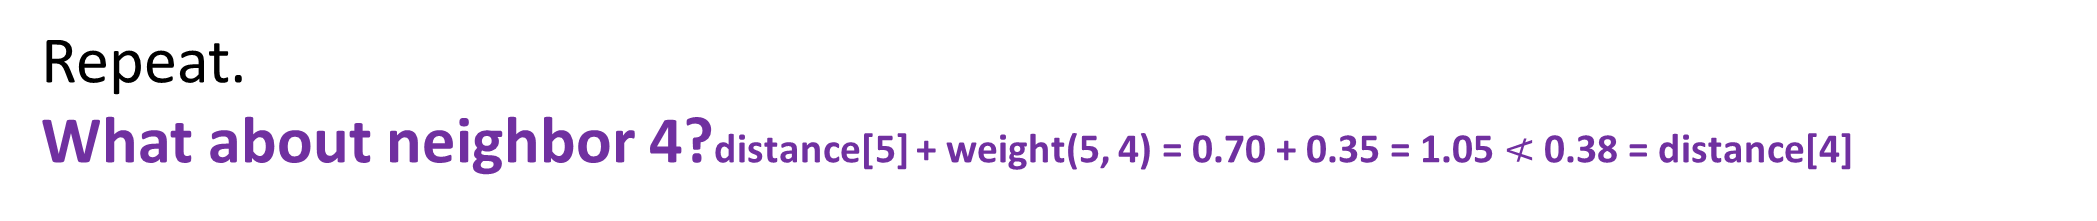 Repeat.
What about neighbor 4?distance[5] + weight(5, 4) = 0.70 + 0.35 = 1.05 ≮ 0.38 = distance[4]